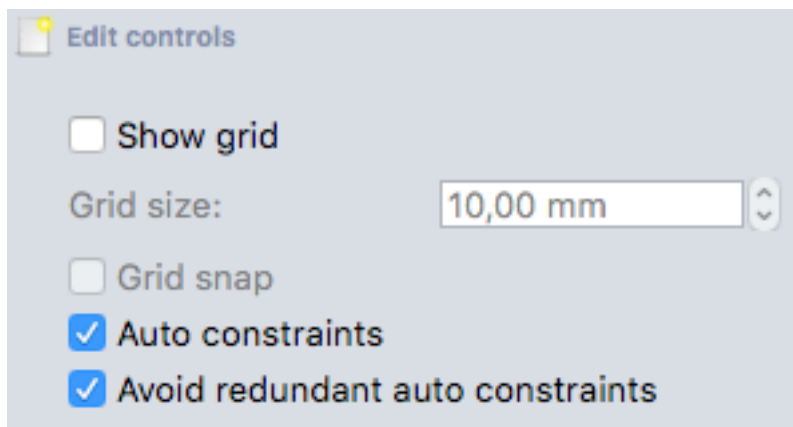 Edit controls
Show grid
Grid size: 10,00 mm
Grid snap
Auto constraints
Avoid redundant auto constraints